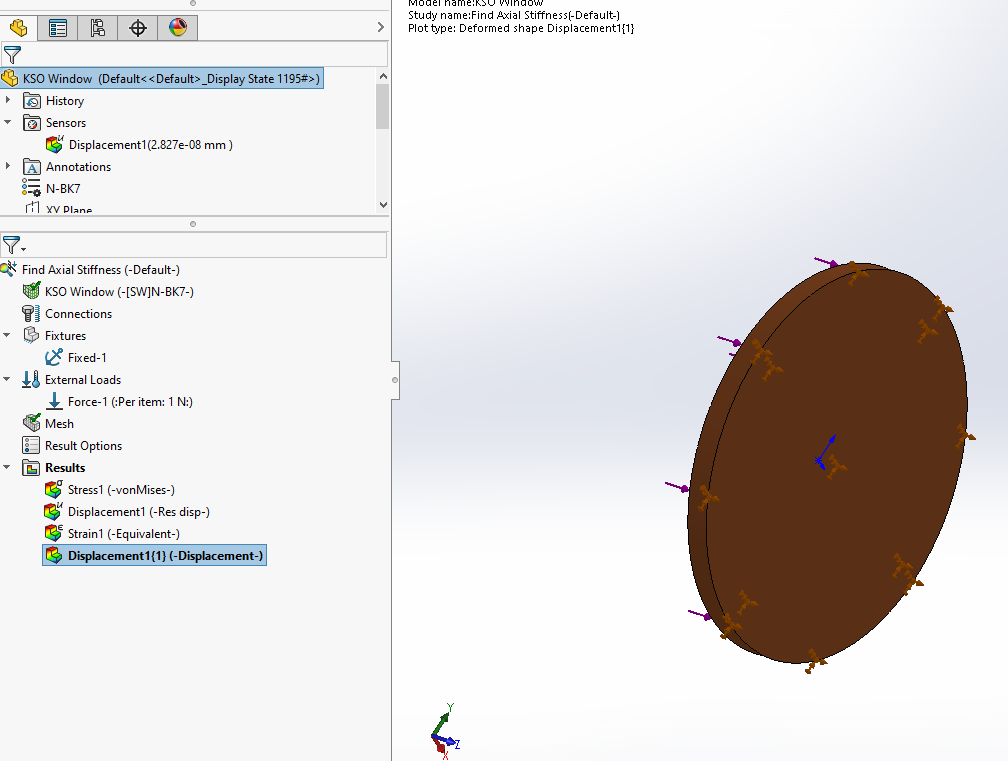 KSO Window (Default<<Default>_Display State 1195#>)
History
Sensors
Displacement1(2.827e-08 mm )
A Annotations
N-BK7
XY Plane
Find Axial Stiffness (-Default-)
KSO Window (-[SW]N-BK7-)
Connections
Fixtures
Fixed-1
External Loads
Force-1 (:Per item: 1 N:)
Mesh
Result Options
Results
Stress1 (-vonMises-)
Displacement1 (-Res disp-)
Strain1 (-Equivalent-)
Displacement1{1} (-Displacement-)
Model name:KSO Window
Study name:Find Axial Stiffness(-Default-)
Plot type: Deformed shape Displacement1{1}
Y
Z
X